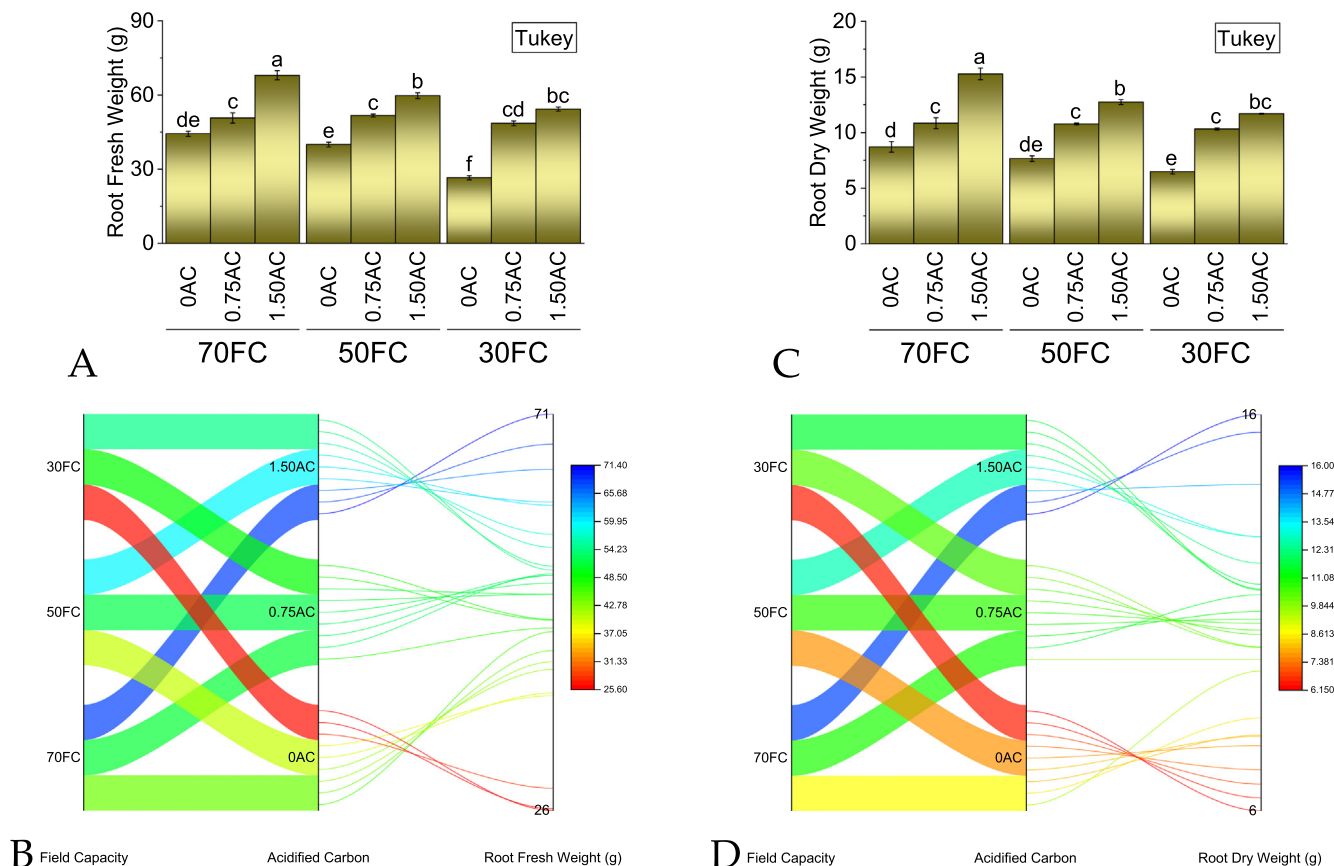 Root Fresh Weight (g)
90
60
30
0
Tukey
de
c
a
e
c
b
f
cd
bc
0AC
0.75AC
1.50AC
0AC
0.75AC
1.50AC
0AC
0.75AC
1.50AC
70FC
50FC
30FC
A
Root Dry Weight (g)
20
15
10
5
0
Tukey
d
c
a
de
c
b
e
c
bc
0AC
0.75AC
1.50AC
0AC
0.75AC
1.50AC
0AC
0.75AC
1.50AC
70FC
50FC
30FC
C
30FC
50FC
70FC
1.50AC
0.75AC
0AC
71
26
71.40
65.68
59.95
54.23
48.50
42.78
37.05
31.33
25.60
B
Field Capacity
Acidified Carbon
Root Fresh Weight (g)
30FC
50FC
70FC
1.50AC
0.75AC
0AC
16
6
16.00
14.77
13.54
12.31
11.08
9.844
8.613
7.381
6.150
D
Field Capacity
Acidified Carbon
Root Dry Weight (g)